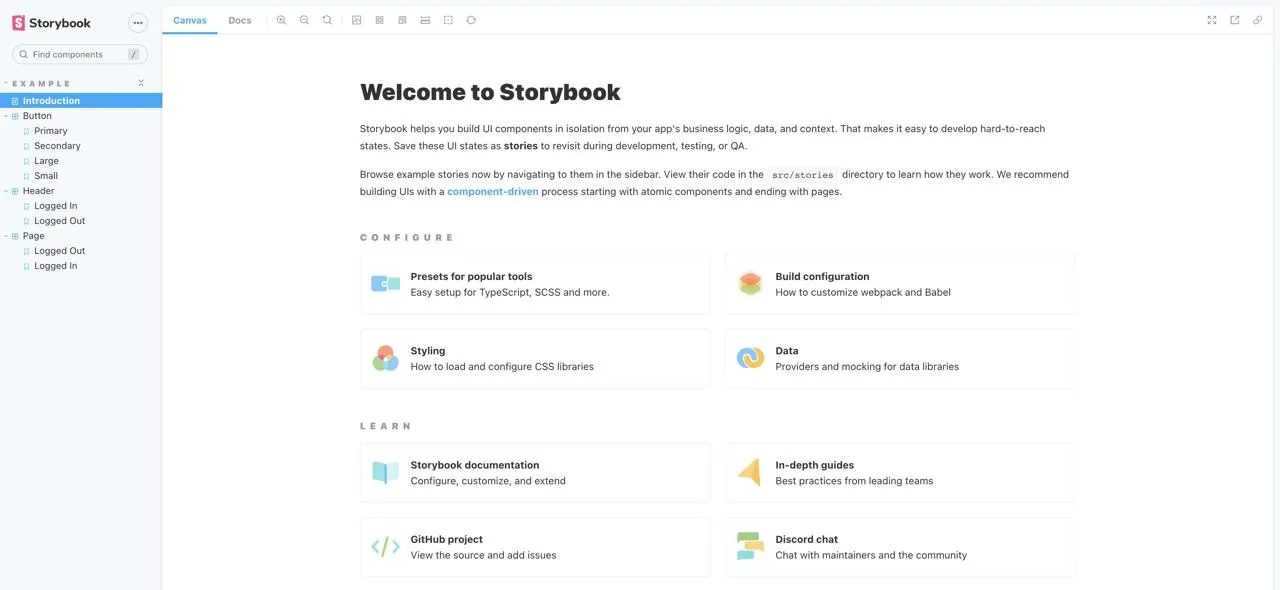 Storybook
Canvas
Docs
Find components
/
EXAMPLE
Introduction
Button
Primary
Secondary
Large
Small
Header
Logged In
Logged Out
Page
Logged Out
Logged In
Welcome to Storybook
Storybook helps you build UI components in isolation from your app's business logic, data, and context. That makes it easy to develop hard-to-reach
states. Save these UI states as stories to revisit during development, testing, or QA.
Browse example stories now by navigating to them in the sidebar. View their code in the src/stories directory to learn how they work. We recommend
building UIs with a component-driven process starting with atomic components and ending with pages.
CONFIGURE
Presets for popular tools
Easy setup for TypeScript, SCSS and more.
Build configuration
How to customize webpack and Babel
Styling
How to load and configure CSS libraries
Data
Providers and mocking for data libraries
LEARN
Storybook documentation
Configure, customize, and extend
In-depth guides
Best practices from leading teams
GitHub project
View the source and add issues
Discord chat
Chat with maintainers and the community